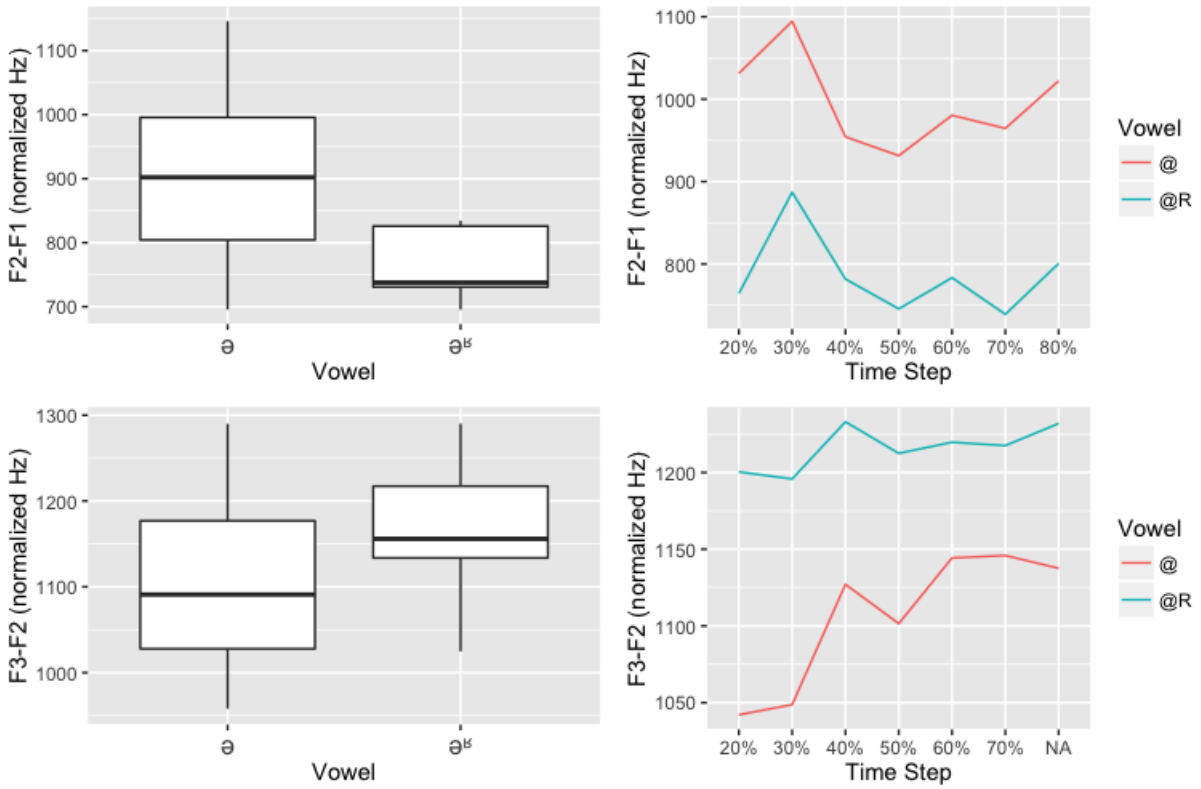 F2-F1 (normalized Hz)
1100
1000
900
800
700
ə
əᴿ
Vowel
F2-F1 (normalized Hz)
1100
1000
900
800
20% 30% 40% 50% 60% 70% 80%
Time Step
Vowel
@
@R
F3-F2 (normalized Hz)
1300
1200
1100
1000
ə
əᴿ
Vowel
F3-F2 (normalized Hz)
1200
1150
1100
1050
20% 30% 40% 50% 60% 70% NA
Time Step
Vowel
@
@R